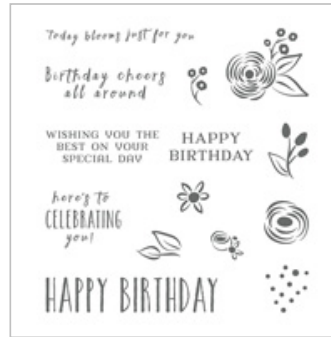 Today blooms just for you
Birthday cheers
all around
WISHING YOU THE
BEST ON YOUR
SPECIAL DAY
HAPPY
BIRTHDAY
here's to
CELEBRATING
you!
HAPPY BIRTHDAY